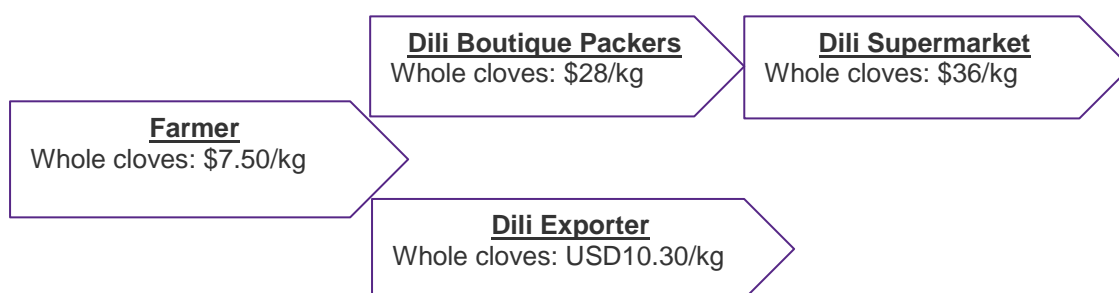 Farmer
Whole cloves: $7.50/kg
Dili Boutique Packers
Whole cloves: $28/kg
Dili Supermarket
Whole cloves: $36/kg
Dili Exporter
Whole cloves: USD10.30/kg